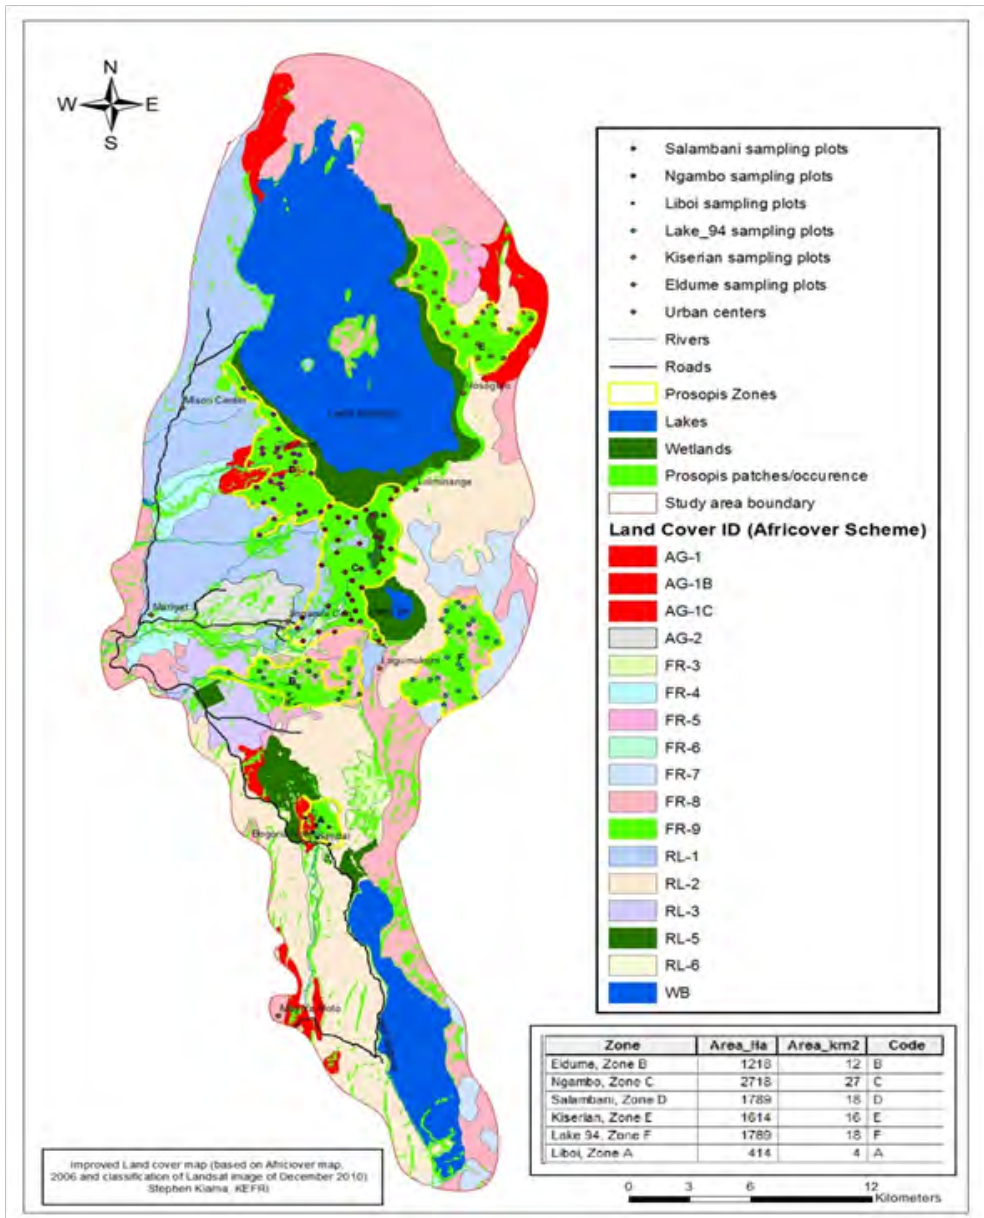 N
W E
S
Salambani sampling plots
Ngambo sampling plots
Liboi sampling plots
Lake_94 sampling plots
Kiserian sampling plots
Eldume sampling plots
Urban centers
Rivers
Roads
Prosopis Zones
Lakes
Wetlands
Prosopis patches/occurence
Study area boundary
Land Cover ID (Africover Scheme)
AG-1
AG-1B
AG-1C
AG-2
FR-3
FR-4
FR-5
FR-6
FR-7
FR-8
FR-9
RL-1
RL-2
RL-3
RL-5
RL-6
WB
E
D
C
Marigat
F
B
A
Zone Area_Ha Area_km2 Code
Eldume, Zone B 1218 12 B
Ngambo, Zone C 2718 27 C
Salambani, Zone D 1789 18 D
Kiserian, Zone E 1614 16 E
Lake 94, Zone F 1789 18 F
Liboi, Zone A 414 4 A
Improved Land cover map (based on Africover map,
2006 and classification of Landsat image of December 2010)
Stephen Kiama, KEFRI
0 3 6 12
Kilometers